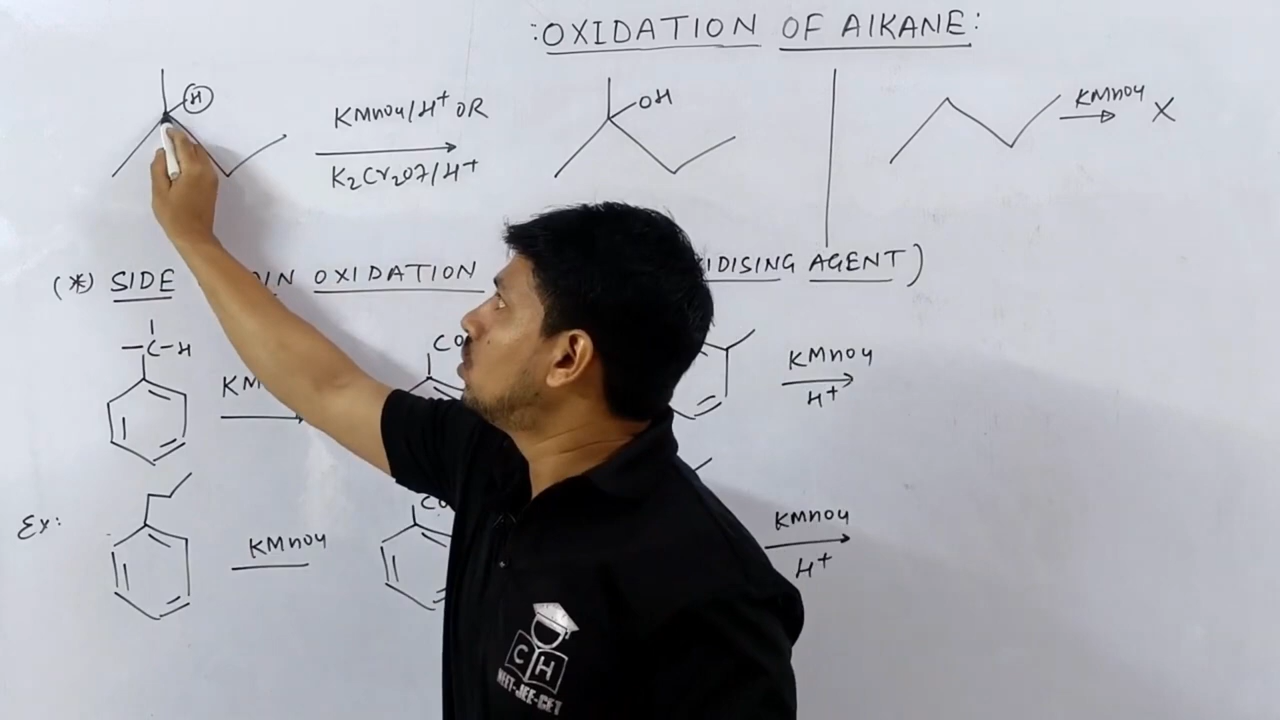 :OXIDATION OF AIKANE:
H
KMnO4/H+ OR
K2Cr2O7/H+
OH
KMnO4
X
(*) SIDE OXIDATION AGENT)
-C-H
KMnO4
H+
Ex:
KMnO4
KMnO4
H+
CH
NEET-JEE-CET